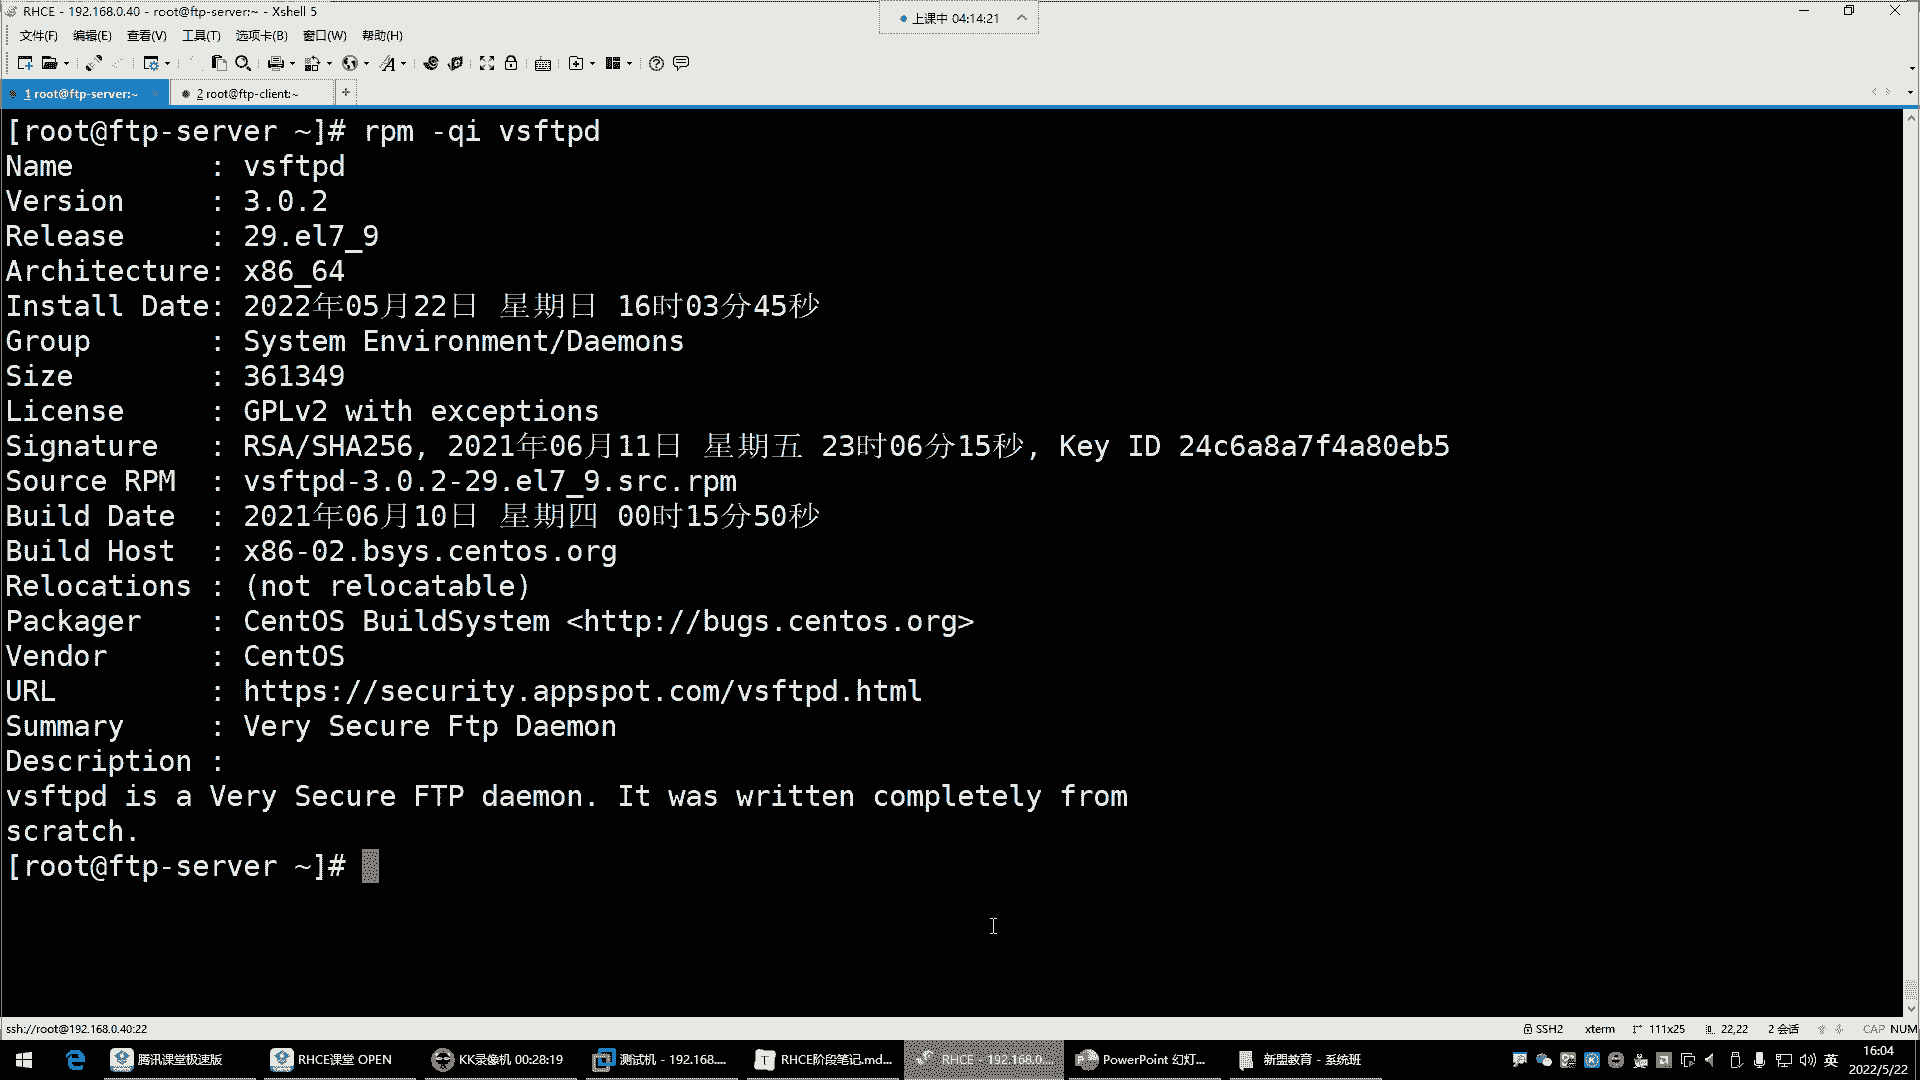 RHCE - 192.168.0.40 - root@ftp-server:~ - Xshell 5
上课中 04:14:21
文件(F) 编辑(E) 查看(V) 工具(T) 选项卡(B) 窗口(W) 帮助(H)
1 root@ftp-server:~ 2 root@ftp-client:~
[root@ftp-server ~]# rpm -qi vsftpd
Name        : vsftpd
Version     : 3.0.2
Release     : 29.el7_9
Architecture: x86_64
Install Date: 2022年05月22日 星期日 16时03分45秒
Group       : System Environment/Daemons
Size        : 361349
License     : GPLv2 with exceptions
Signature   : RSA/SHA256, 2021年06月11日 星期五 23时06分15秒, Key ID 24c6a8a7f4a80eb5
Source RPM  : vsftpd-3.0.2-29.el7_9.src.rpm
Build Date  : 2021年06月10日 星期四 00时15分50秒
Build Host  : x86-02.bsys.centos.org
Relocations : (not relocatable)
Packager    : CentOS BuildSystem <http://bugs.centos.org>
Vendor      : CentOS
URL         : https://security.appspot.com/vsftpd.html
Summary     : Very Secure Ftp Daemon
Description :
vsftpd is a Very Secure FTP daemon. It was written completely from
scratch.
[root@ftp-server ~]#
ssh://root@192.168.0.40:22 SSH2 xterm 111x25 22,22 2 会话 CAP NUM
腾讯课堂极速版 RHCE课堂 OPEN KK录像机 00:28:19 测试机 - 192.168.... RHCE阶段笔记.md... RHCE - 192.168.0.... PowerPoint 幻灯... 新盟教育 - 系统班 英 16:04
2022/5/22